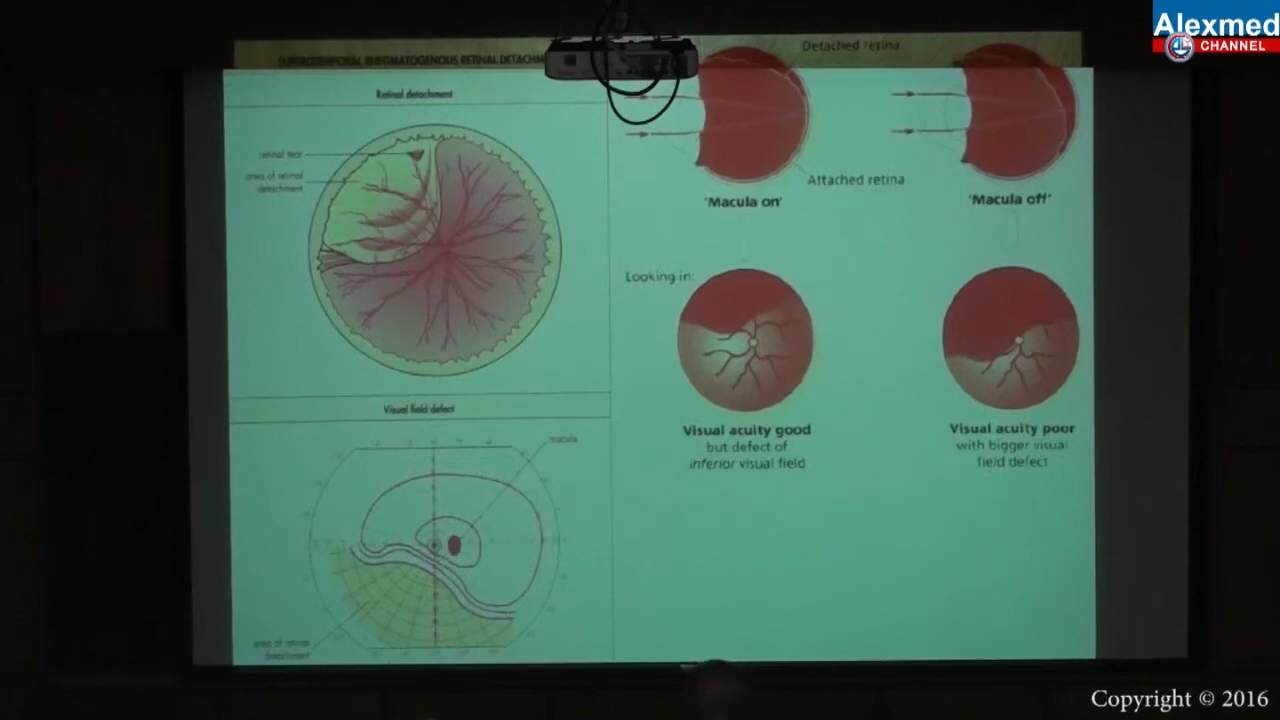 Alexmed
CHANNEL
SUPEROTEMPORAL RHEGMATOGENOUS RETINAL DETACHM
Retinal detachment
retinal tear
area of retinal
detachment
Visual field defect
macula
area of retinal
detachment
Detached retina
Attached retina
'Macula on'
'Macula off'
Looking in:
Visual acuity good
but defect of
inferior visual field
Visual acuity poor
with bigger visual
field defect
Copyright © 2016